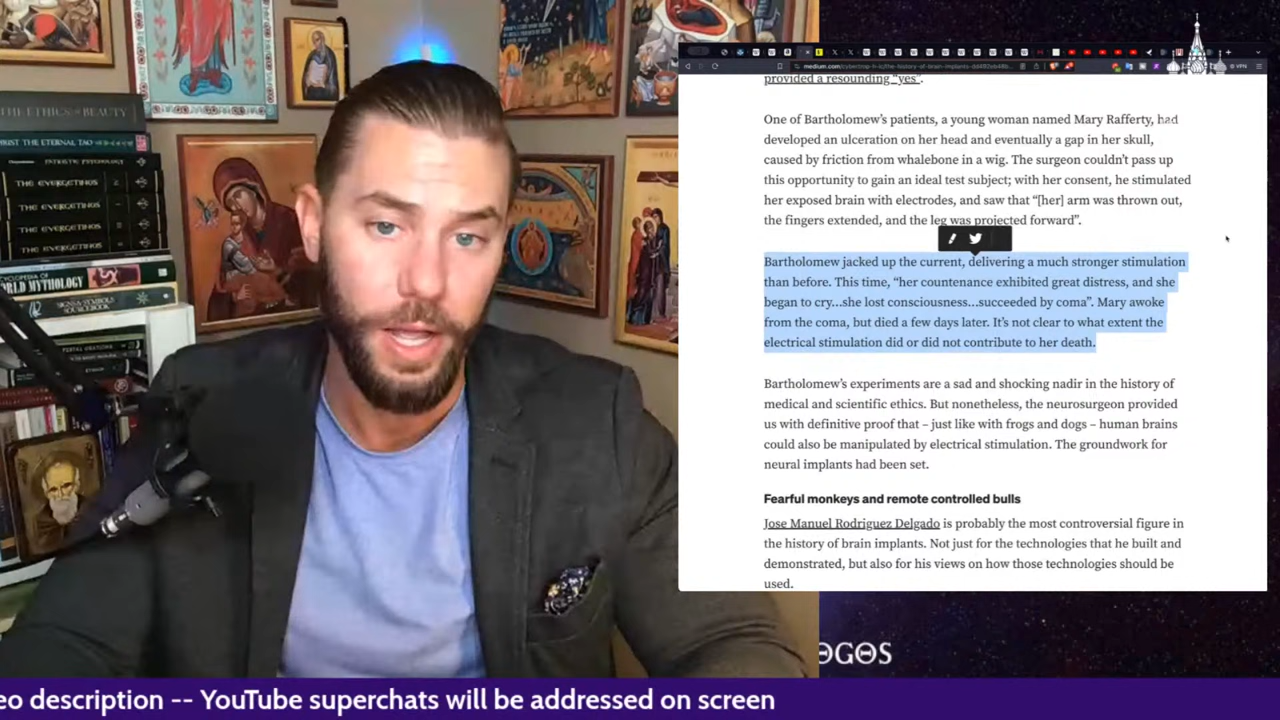 THE ETHICS OF BEAUTY
CHRIST THE ETERNAL TAO
THE EVERGETINOS
THE EVERGETINOS
THE EVERGETINOS
THE EVERGETINOS
ENCYCLOPEDIA OF
WORLD MYTHOLOGY
SIGNS & SYMBOLS
SOURCEBOOK
provided a resounding “yes”.
One of Bartholomew’s patients, a young woman named Mary Rafferty, had
developed an ulceration on her head and eventually a gap in her skull,
caused by friction from whalebone in a wig. The surgeon couldn’t pass up
this opportunity to gain an ideal test subject; with her consent, he stimulated
her exposed brain with electrodes, and saw that “[her] arm was thrown out,
the fingers extended, and the leg was projected forward”.
Bartholomew jacked up the current, delivering a much stronger stimulation
than before. This time, “her countenance exhibited great distress, and she
began to cry…she lost consciousness…succeeded by coma”. Mary awoke
from the coma, but died a few days later. It’s not clear to what extent the
electrical stimulation did or did not contribute to her death.
Bartholomew’s experiments are a sad and shocking nadir in the history of
medical and scientific ethics. But nonetheless, the neurosurgeon provided
us with definitive proof that – just like with frogs and dogs – human brains
could also be manipulated by electrical stimulation. The groundwork for
neural implants had been set.
Fearful monkeys and remote controlled bulls
Jose Manuel Rodriguez Delgado is probably the most controversial figure in
the history of brain implants. Not just for the technologies that he built and
demonstrated, but also for his views on how those technologies should be
used.
OGOS
eo description -- YouTube superchats will be addressed on screen